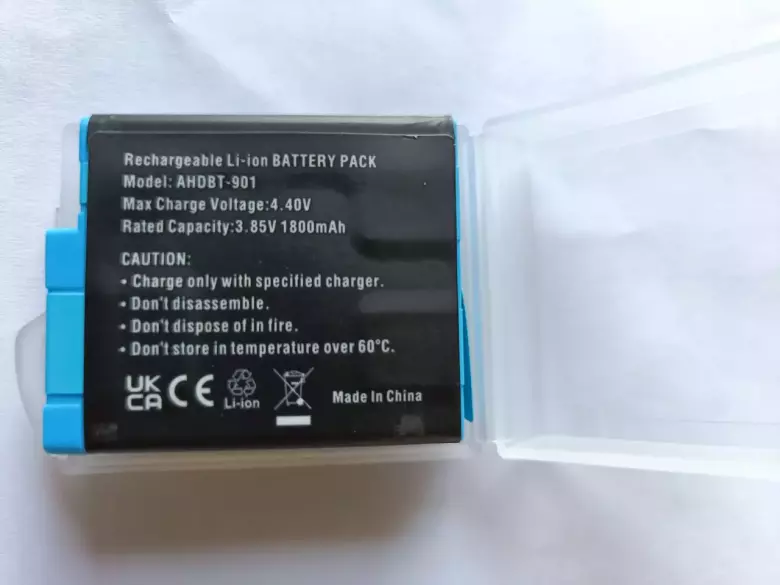 Rechargeable Li-ion BATTERY PACK
Model: AHDBT-901
Max Charge Voltage:4.40V
Rated Capacity:3.85V 1800mAh
CAUTION:
• Charge only with specified charger.
• Don't disassemble.
• Don't dispose of in fire.
• Don't store in temperature over 60°C.
UK
CA CE Li-ion Made In China